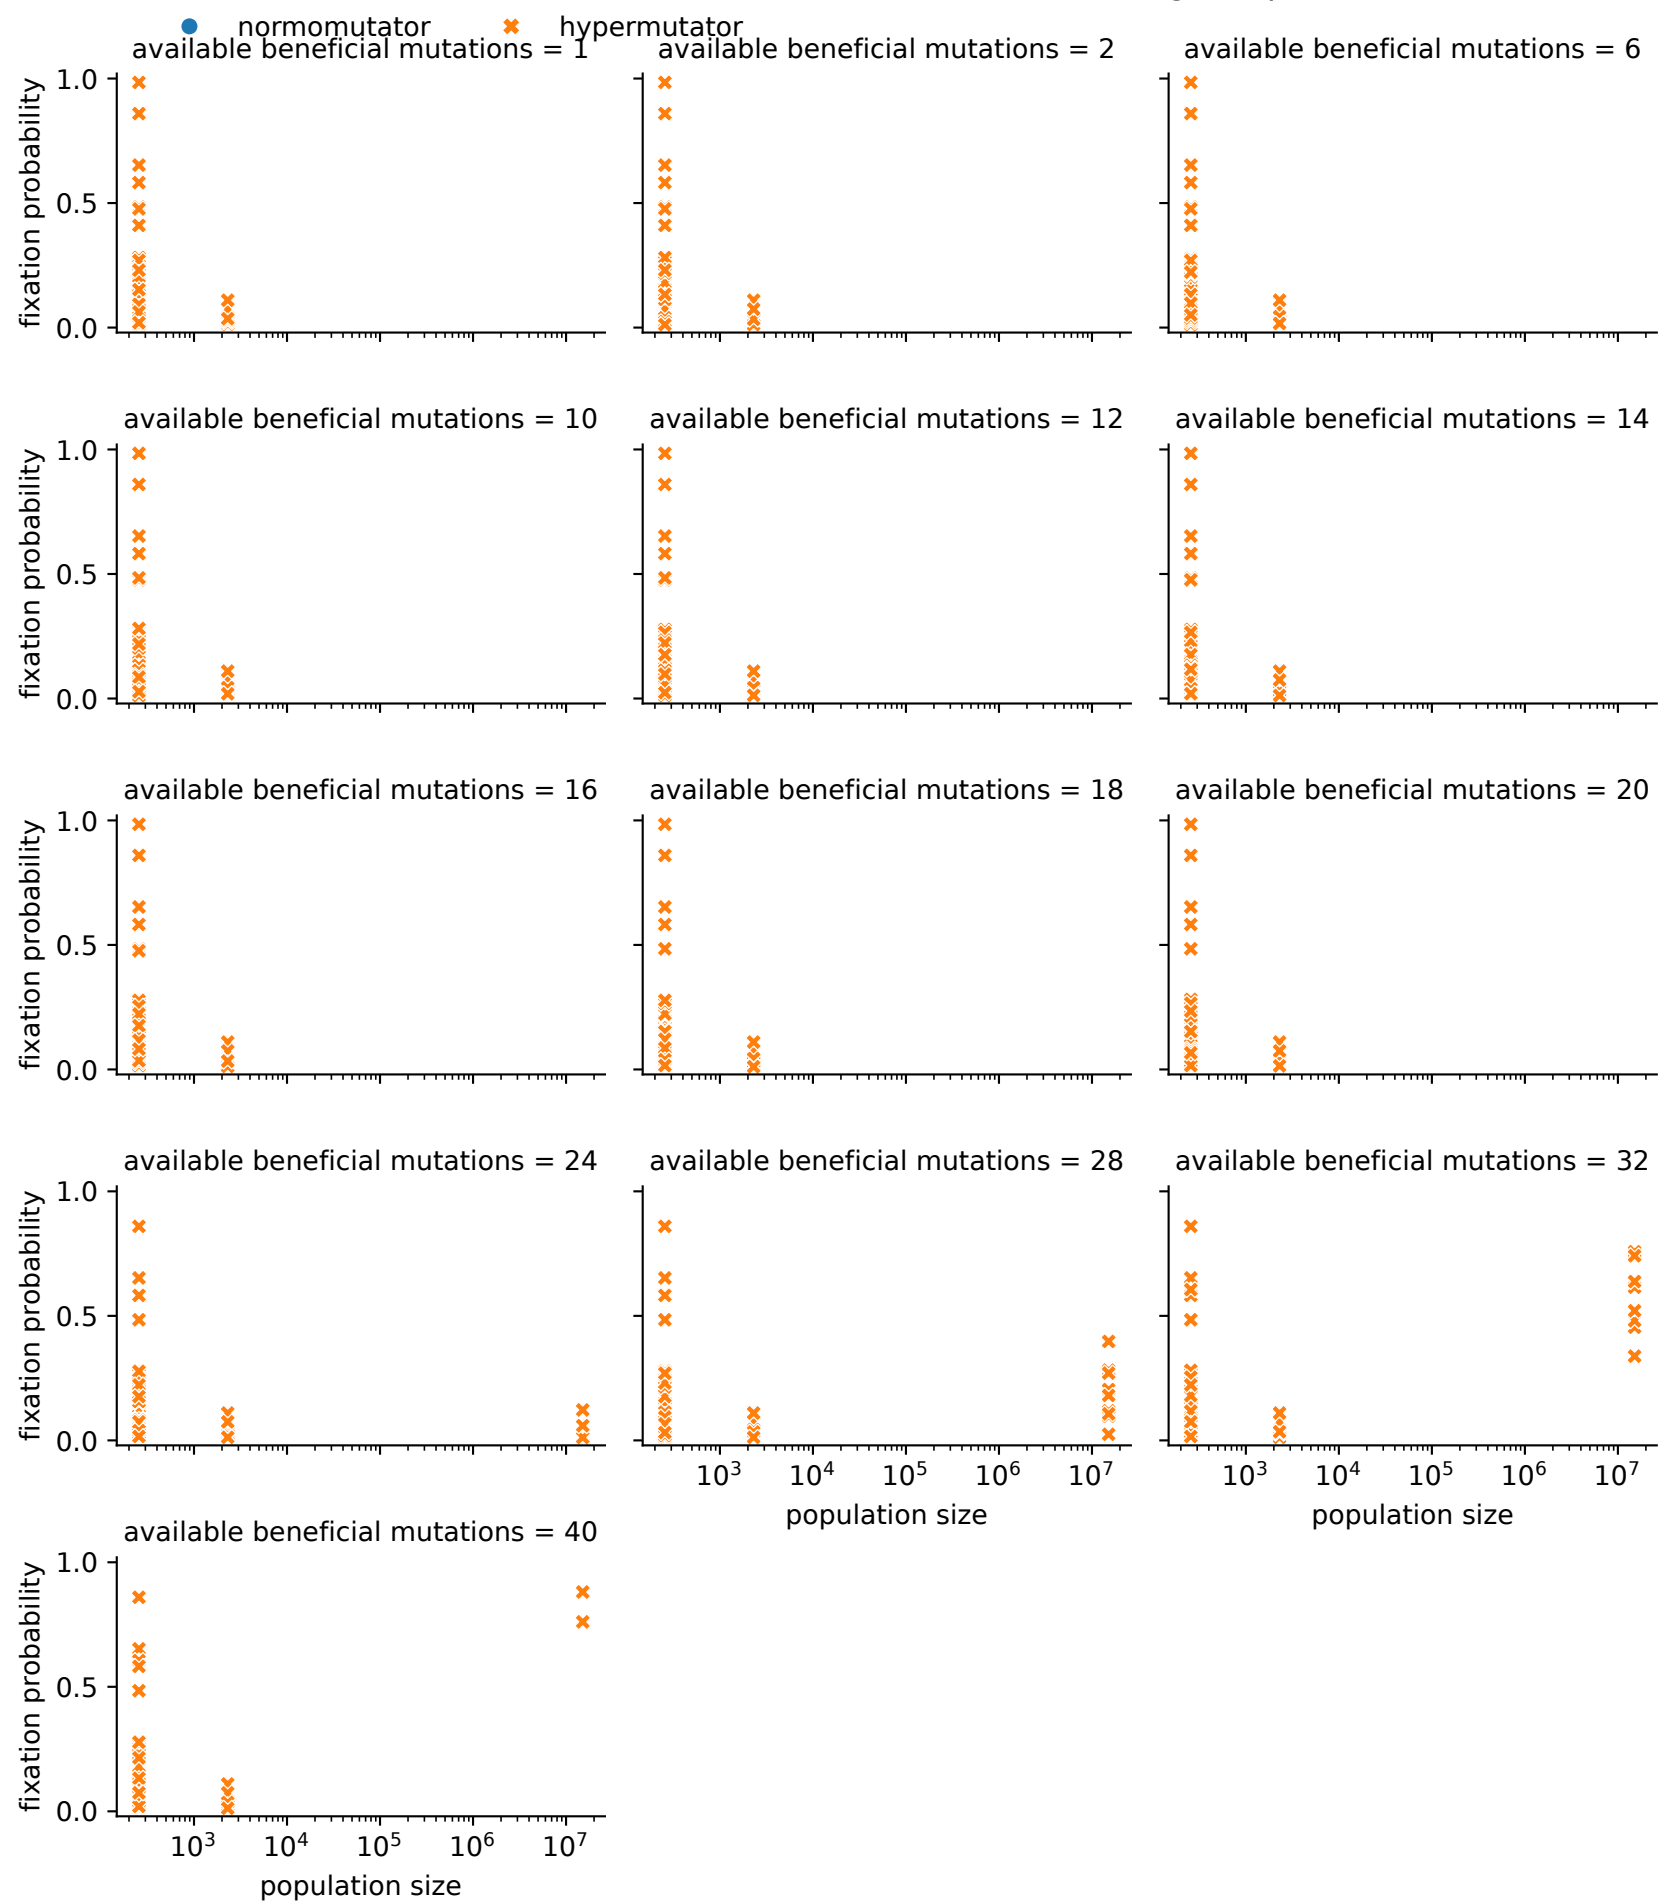 normomutator hypermutator
available beneficial mutations = 1 available beneficial mutations = 2 available beneficial mutations = 6
1.0
0.5
0.0
fixation probability
available beneficial mutations = 10 available beneficial mutations = 12 available beneficial mutations = 14
1.0
0.5
0.0
fixation probability
available beneficial mutations = 16 available beneficial mutations = 18 available beneficial mutations = 20
1.0
0.5
0.0
fixation probability
available beneficial mutations = 24 available beneficial mutations = 28 available beneficial mutations = 32
1.0
0.5
0.0
fixation probability
10³ 10⁴ 10⁵ 10⁶ 10⁷ 10³ 10⁴ 10⁵ 10⁶ 10⁷
population size population size
available beneficial mutations = 40
1.0
0.5
0.0
fixation probability
10³ 10⁴ 10⁵ 10⁶ 10⁷
population size